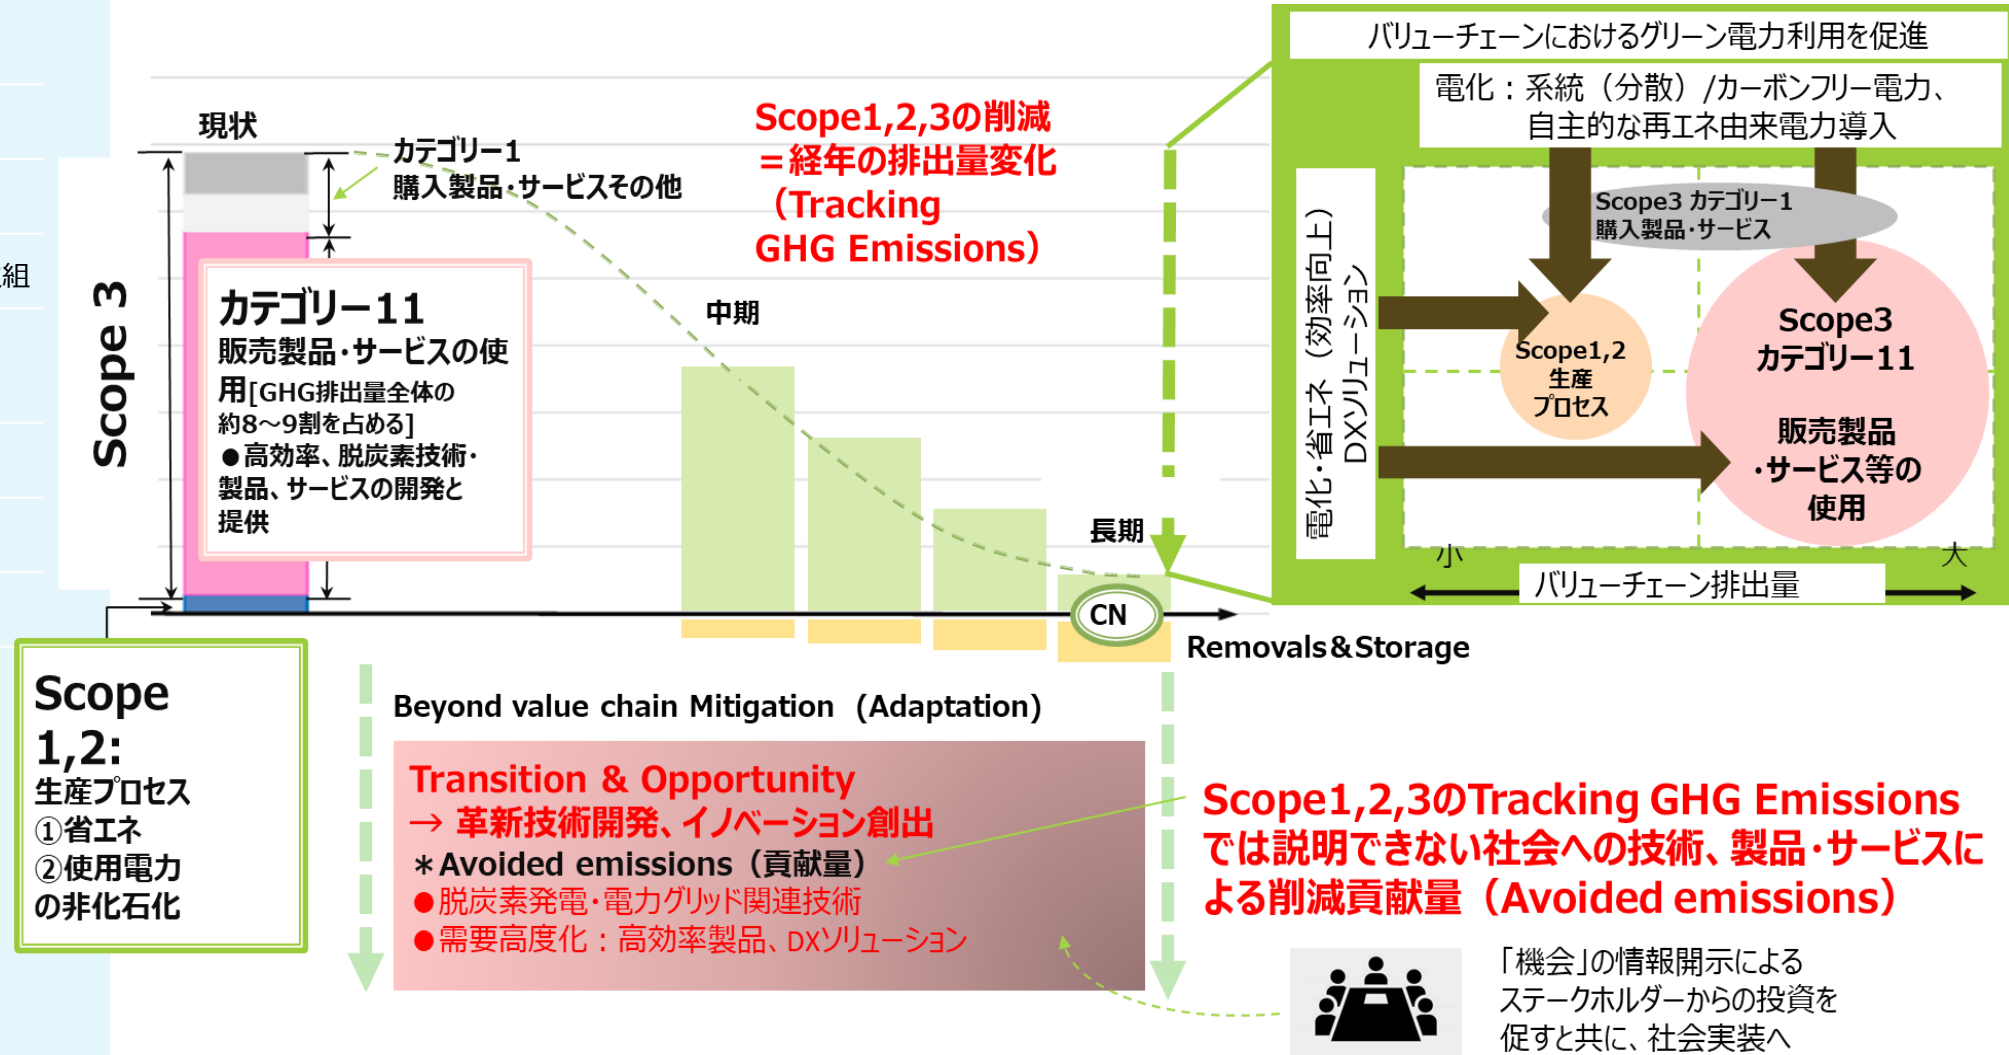 組
Scope 3
現状
カテゴリー1
購入製品・サービスその他
カテゴリー11
販売製品・サービスの使
用[GHG排出量全体の
約8～9割を占める]
●高効率、脱炭素技術・
製品、サービスの開発と
提供
Scope1,2,3の削減
＝経年の排出量変化
（Tracking
GHG Emissions）
中期
長期
CN
Removals&Storage
バリューチェーンにおけるグリーン電力利用を促進
電化：系統（分散）/カーボンフリー電力、
自主的な再エネ由来電力導入
電化・省エネ（効率向上）
DXソリューション
Scope3 カテゴリー1
購入製品・サービス
Scope1,2
生産
プロセス
Scope3
カテゴリー11
販売製品
・サービス等の
使用
小
大
バリューチェーン排出量
Scope
1,2:
生産プロセス
①省エネ
②使用電力
の非化石化
Beyond value chain Mitigation（Adaptation）
Transition & Opportunity
→ 革新技術開発、イノベーション創出
＊Avoided emissions（貢献量）
●脱炭素発電・電力グリッド関連技術
●需要高度化：高効率製品、DXソリューション
Scope1,2,3のTracking GHG Emissions
では説明できない社会への技術、製品・サービスに
よる削減貢献量（Avoided emissions）
「機会」の情報開示による
ステークホルダーからの投資を
促すと共に、社会実装へ